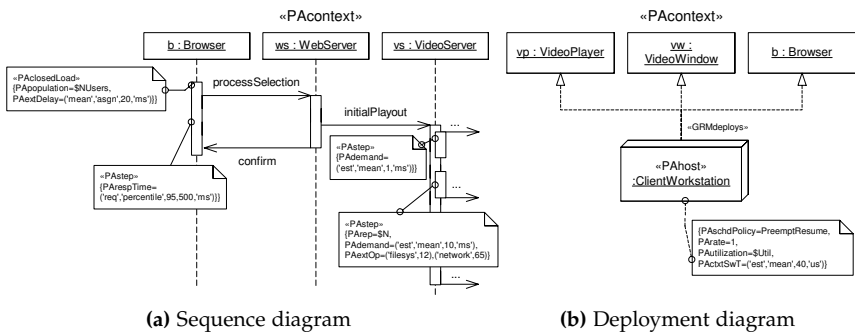 «PAcontext»
b : Browser
ws : WebServer
vs : VideoServer
«PAclosedLoad»
{PApopulation=$NUsers,
PAextDelay=('mean','asgn',20,'ms')}}
processSelection
initialPlayout
...
confirm
«PAstep»
{PAdemand=
('est','mean',1,'ms')}}
«PAstep»
{PArespTime=
('req','percentile',95,500,'ms')}}
...
«PAstep»
{PArep=$N,
PAdemand=('est','mean',10,'ms'),
PAextOp=('filesys',12),('network',65)}
...
(a) Sequence diagram
«PAcontext»
vp : VideoPlayer
vw :
VideoWindow
b : Browser
«GRMdeploys»
«PAhost»
:ClientWorkstation
{PAschdPolicy=PreemptResume,
PArate=1,
PAutilization=$Util,
PActxtSwT=('est','mean',40,'us')}
(b) Deployment diagram